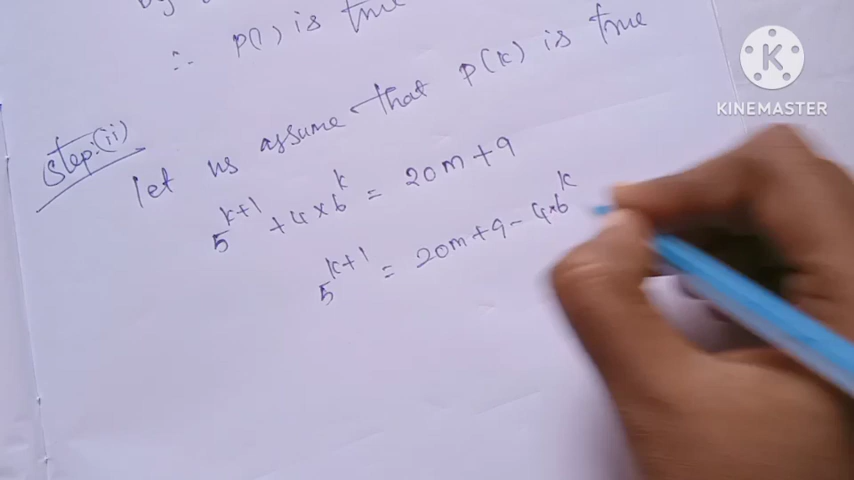 ∴ P(1) is true
Step:(ii)
let us assume that P(k) is true
5^{k+1} + 4 × 6^k = 20m + 9
5^{k+1} = 20m + 9 - 4×6^k
K
KINEMASTER